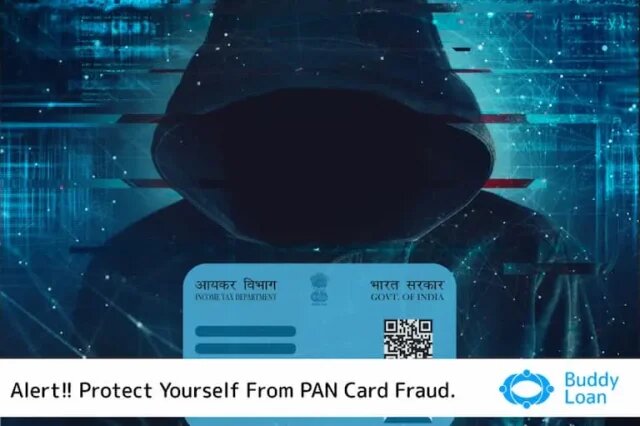 आयकर विभाग
INCOME TAX DEPARTMENT
भारत सरकार
GOVT. OF INDIA
Alert!! Protect Yourself From PAN Card Fraud.
Buddy
Loan